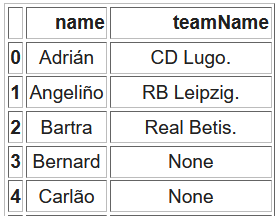 name teamName
0 Adrián CD Lugo.
1 Angeliño RB Leipzig.
2 Bartra Real Betis.
3 Bernard None
4 Carlão None